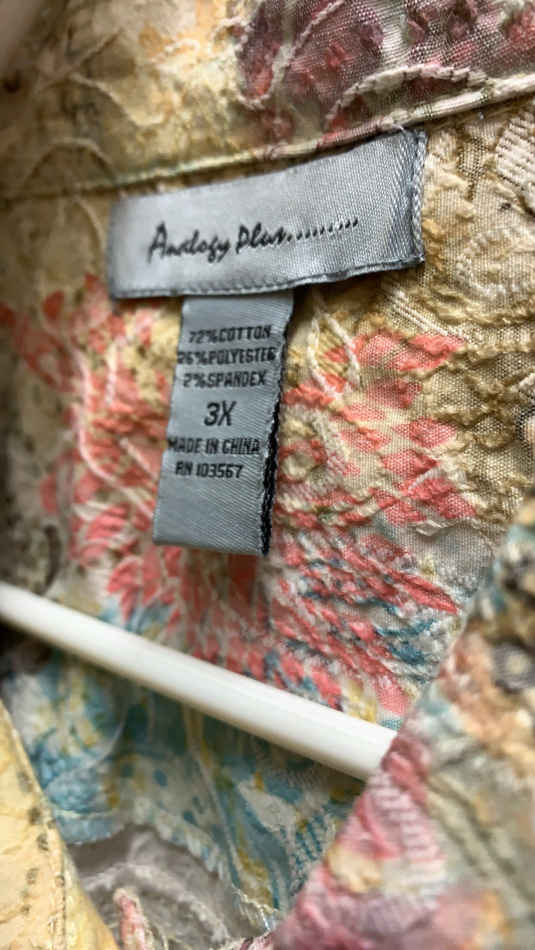 Analogy Plus.........
72%COTTON
26%POLYESTER
2%SPANDEX
3X
MADE IN CHINA
RN 103567